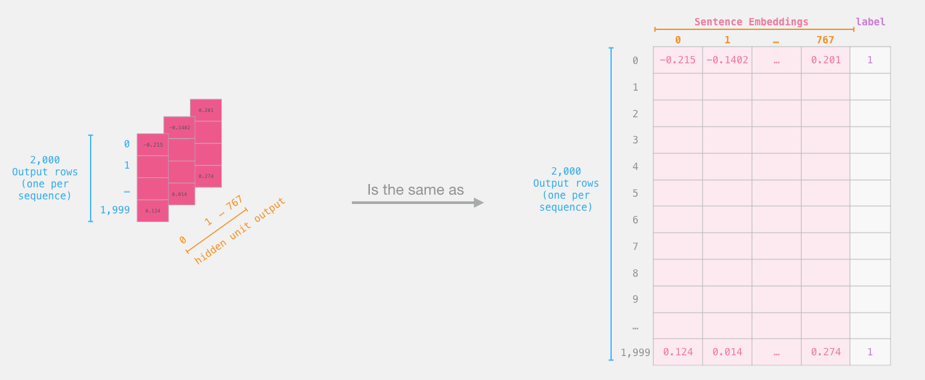 Sentence Embeddings label
0 1 … 767
0 -0.215 -0.1402 … 0.201 1
1
2
3
4
5
6
7
8
9
…
1,999 0.124 0.014 … 0.274 1
2,000
Output rows
(one per
sequence)
Is the same as
2,000
Output rows
(one per
sequence)
0
1
…
1,999
0.201
-0.1402
-0.215
0.274
0.014
0.124
0 1 … 767
hidden unit output